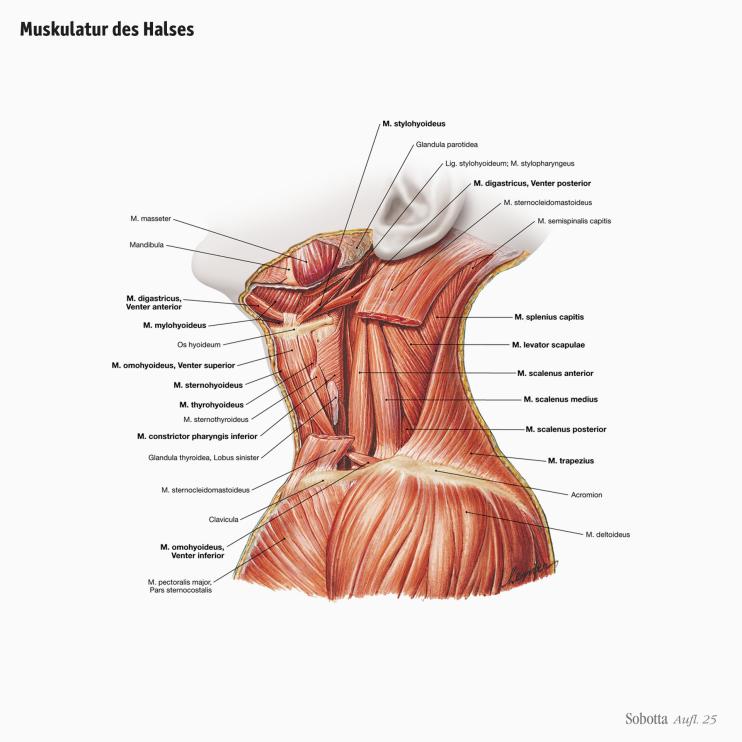 Muskulatur des Halses
M. stylohyoideus
Glandula parotidea
Lig. stylohyoideum; M. stylopharyngeus
M. digastricus, Venter posterior
M. sternocleidomastoideus
M. semispinalis capitis
M. masseter
Mandibula
M. digastricus,
Venter anterior
M. mylohyoideus
Os hyoideum
M. omohyoideus, Venter superior
M. sternohyoideus
M. thyrohyoideus
M. sternothyroideus
M. constrictor pharyngis inferior
Glandula thyroidea, Lobus sinister
M. sternocleidomastoideus
Clavicula
M. omohyoideus,
Venter inferior
M. pectoralis major,
Pars sternocostalis
M. splenius capitis
M. levator scapulae
M. scalenus anterior
M. scalenus medius
M. scalenus posterior
M. trapezius
Acromion
M. deltoideus
Sobotta Aufl. 25